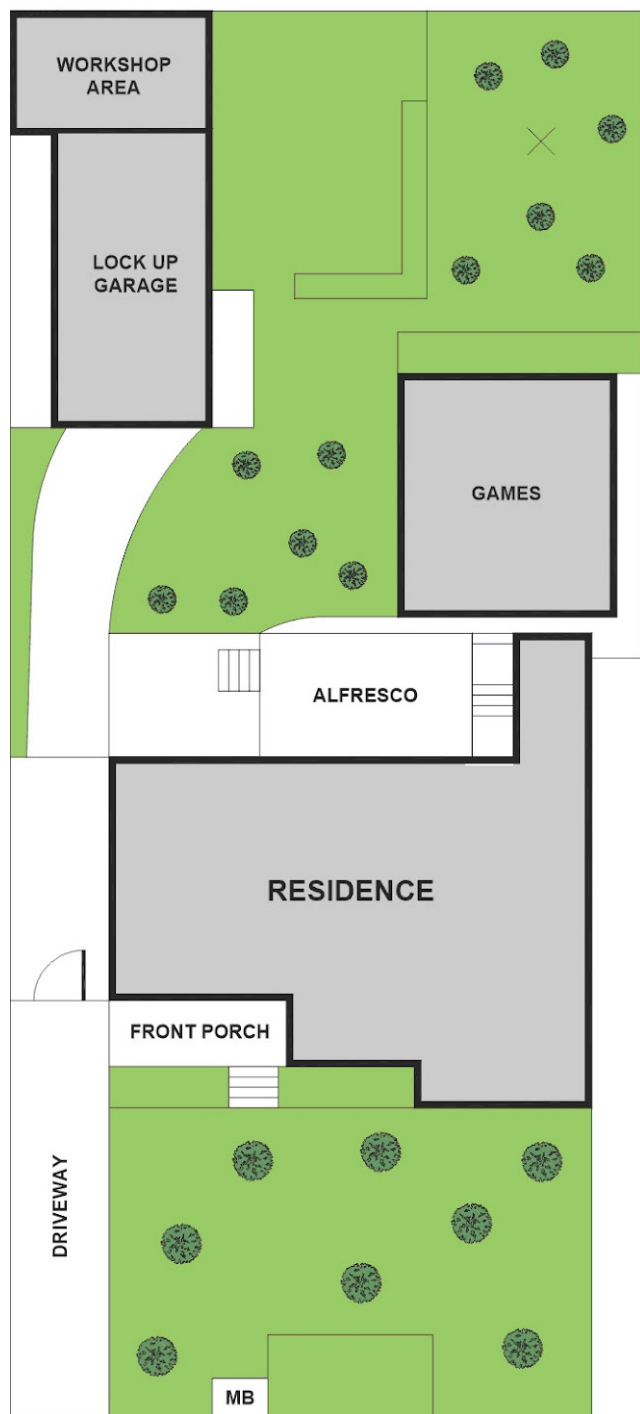 WORKSHOP
AREA
LOCK UP
GARAGE
GAMES
ALFRESCO
RESIDENCE
FRONT PORCH
DRIVEWAY
MB